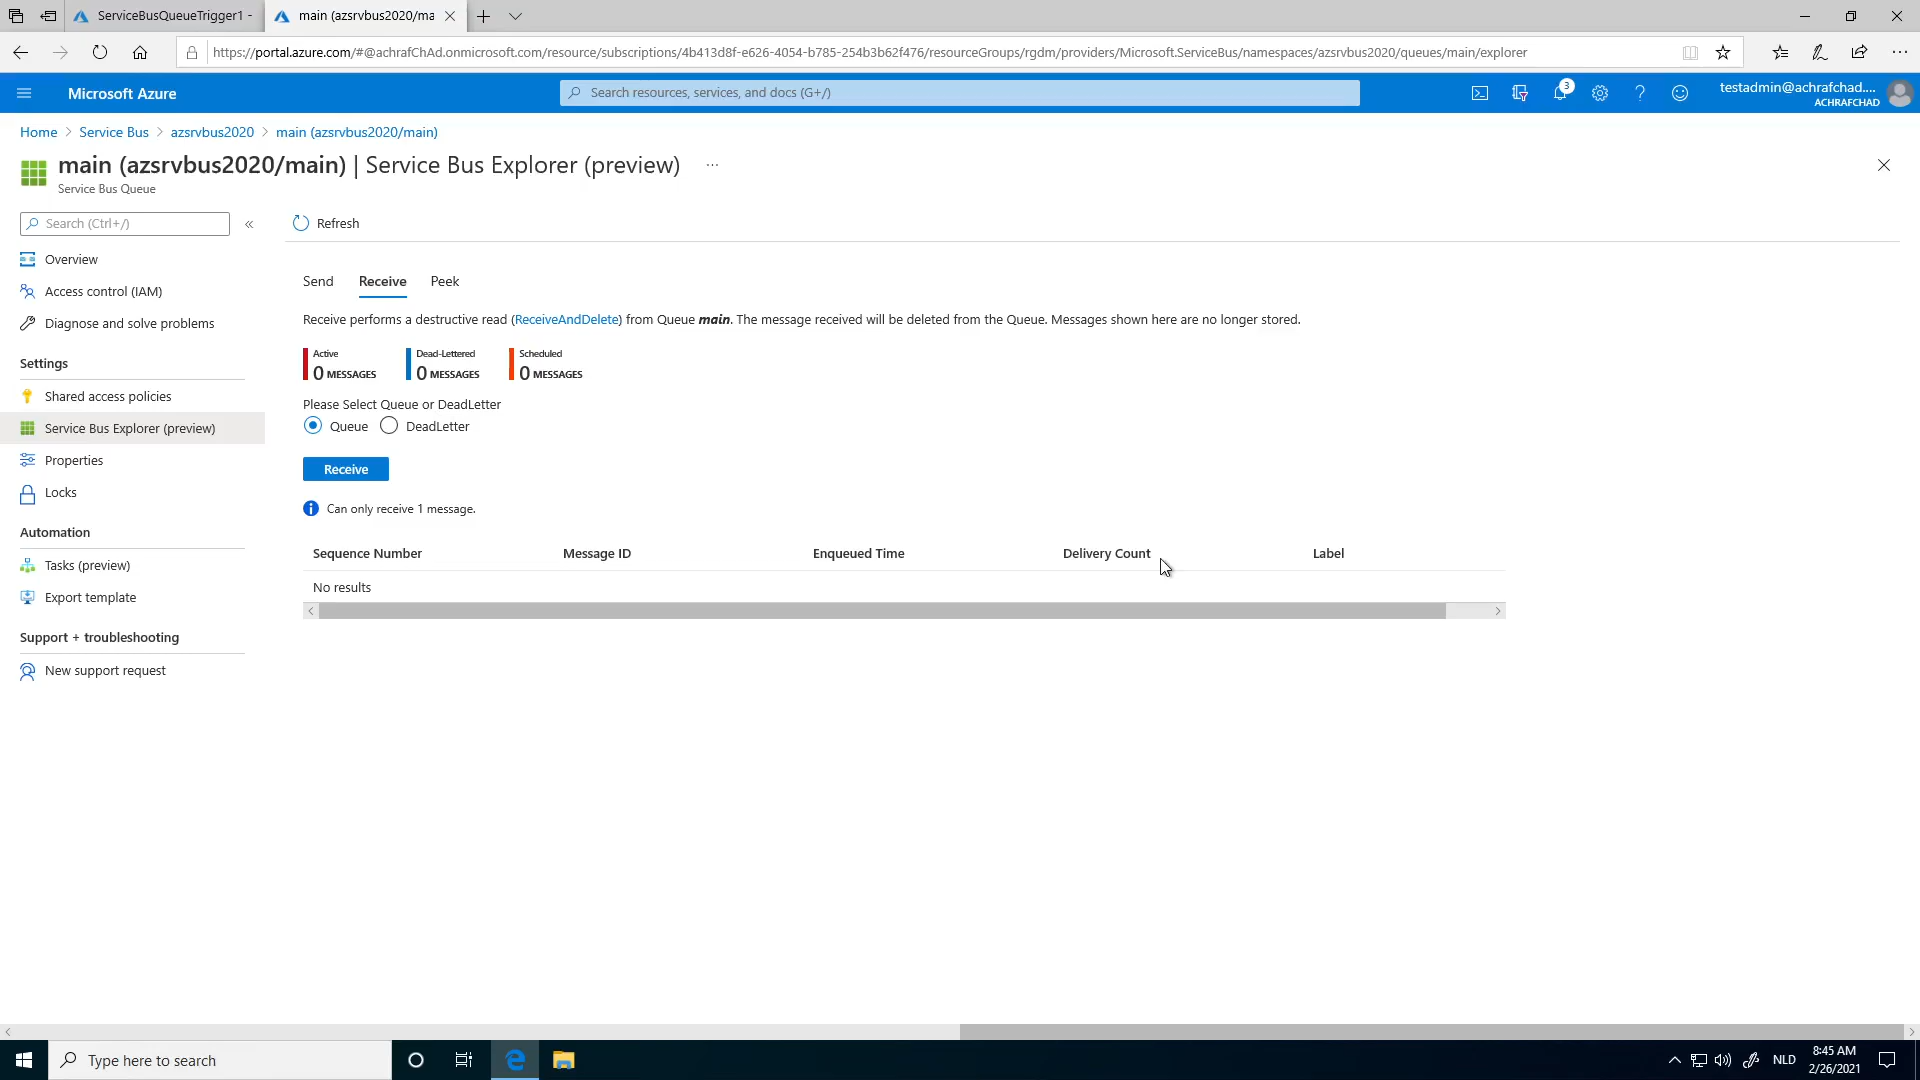 ServiceBusQueueTrigger1 -
main (azsrvbus2020/ma
https://portal.azure.com/#@achrafChAd.onmicrosoft.com/resource/subscriptions/4b413d8f-e626-4054-b785-254b3b62f476/resourceGroups/rgdm/providers/Microsoft.ServiceBus/namespaces/azsrvbus2020/queues/main/explorer
Microsoft Azure
Search resources, services, and docs (G+/)
3
testadmin@achrafchad....
ACHRAFCHAD
Home > Service Bus > azsrvbus2020 > main (azsrvbus2020/main)
main (azsrvbus2020/main) | Service Bus Explorer (preview) ...
Service Bus Queue
Search (Ctrl+/)
Overview
Access control (IAM)
Diagnose and solve problems
Settings
Shared access policies
Service Bus Explorer (preview)
Properties
Locks
Automation
Tasks (preview)
Export template
Support + troubleshooting
New support request
Refresh
Send Receive Peek
Receive performs a destructive read (ReceiveAndDelete) from Queue main. The message received will be deleted from the Queue. Messages shown here are no longer stored.
Active Dead-Lettered Scheduled
0 MESSAGES 0 MESSAGES 0 MESSAGES
Please Select Queue or DeadLetter
Queue DeadLetter
Receive
Can only receive 1 message.
Sequence Number Message ID Enqueued Time Delivery Count Label
No results
Type here to search
NLD
8:45 AM
2/26/2021